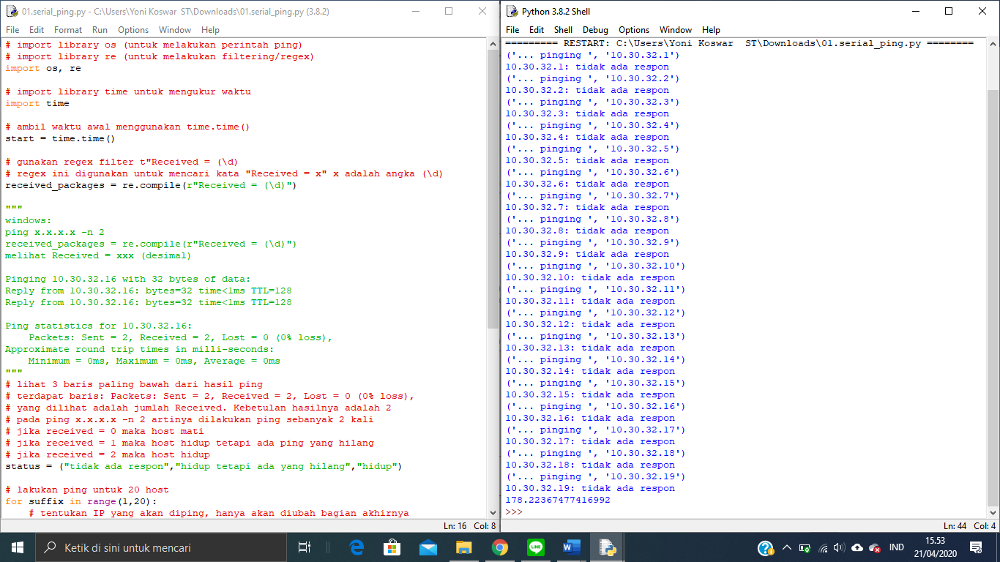 01.serial_ping.py - C:\Users\Yoni Koswar  ST\Downloads\01.serial_ping.py (3.8.2)
File Edit Format Run Options Window Help
# import library os (untuk melakukan perintah ping)
# import library re (untuk melakukan filtering/regex)
import os, re

# import library time untuk mengukur waktu
import time

# ambil waktu awal menggunakan time.time()
start = time.time()

# gunakan regex filter t"Received = (\d)
# regex ini digunakan untuk mencari kata "Received = x" x adalah angka (\d)
received_packages = re.compile(r"Received = (\d)")

"""
windows:
ping x.x.x.x -n 2
received_packages = re.compile(r"Received = (\d)")
melihat Received = xxx (desimal)

Pinging 10.30.32.16 with 32 bytes of data:
Reply from 10.30.32.16: bytes=32 time<1ms TTL=128
Reply from 10.30.32.16: bytes=32 time<1ms TTL=128

Ping statistics for 10.30.32.16:
    Packets: Sent = 2, Received = 2, Lost = 0 (0% loss),
Approximate round trip times in milli-seconds:
    Minimum = 0ms, Maximum = 0ms, Average = 0ms
"""
# lihat 3 baris paling bawah dari hasil ping
# terdapat baris: Packets: Sent = 2, Received = 2, Lost = 0 (0% loss),
# yang dilihat adalah jumlah Received. Kebetulan hasilnya adalah 2
# pada ping x.x.x.x -n 2 artinya dilakukan ping sebanyak 2 kali
# jika received = 0 maka host mati
# jika received = 1 maka host hidup tetapi ada ping yang hilang
# jika received = 2 maka host hidup
status = ("tidak ada respon","hidup tetapi ada yang hilang","hidup")

# lakukan ping untuk 20 host
for suffix in range(1,20):
    # tentukan IP yang akan diping, hanya akan diubah bagian akhirnya
Ln: 16 Col: 8
Python 3.8.2 Shell
File Edit Shell Debug Options Window Help
========= RESTART: C:\Users\Yoni Koswar  ST\Downloads\01.serial_ping.py ========
('... pinging ', '10.30.32.1')
10.30.32.1: tidak ada respon
('... pinging ', '10.30.32.2')
10.30.32.2: tidak ada respon
('... pinging ', '10.30.32.3')
10.30.32.3: tidak ada respon
('... pinging ', '10.30.32.4')
10.30.32.4: tidak ada respon
('... pinging ', '10.30.32.5')
10.30.32.5: tidak ada respon
('... pinging ', '10.30.32.6')
10.30.32.6: tidak ada respon
('... pinging ', '10.30.32.7')
10.30.32.7: tidak ada respon
('... pinging ', '10.30.32.8')
10.30.32.8: tidak ada respon
('... pinging ', '10.30.32.9')
10.30.32.9: tidak ada respon
('... pinging ', '10.30.32.10')
10.30.32.10: tidak ada respon
('... pinging ', '10.30.32.11')
10.30.32.11: tidak ada respon
('... pinging ', '10.30.32.12')
10.30.32.12: tidak ada respon
('... pinging ', '10.30.32.13')
10.30.32.13: tidak ada respon
('... pinging ', '10.30.32.14')
10.30.32.14: tidak ada respon
('... pinging ', '10.30.32.15')
10.30.32.15: tidak ada respon
('... pinging ', '10.30.32.16')
10.30.32.16: tidak ada respon
('... pinging ', '10.30.32.17')
10.30.32.17: tidak ada respon
('... pinging ', '10.30.32.18')
10.30.32.18: tidak ada respon
('... pinging ', '10.30.32.19')
10.30.32.19: tidak ada respon
178.22367477416992
>>>
Ln: 44 Col: 4
Ketik di sini untuk mencari
LINE
IND
15.53
21/04/2020